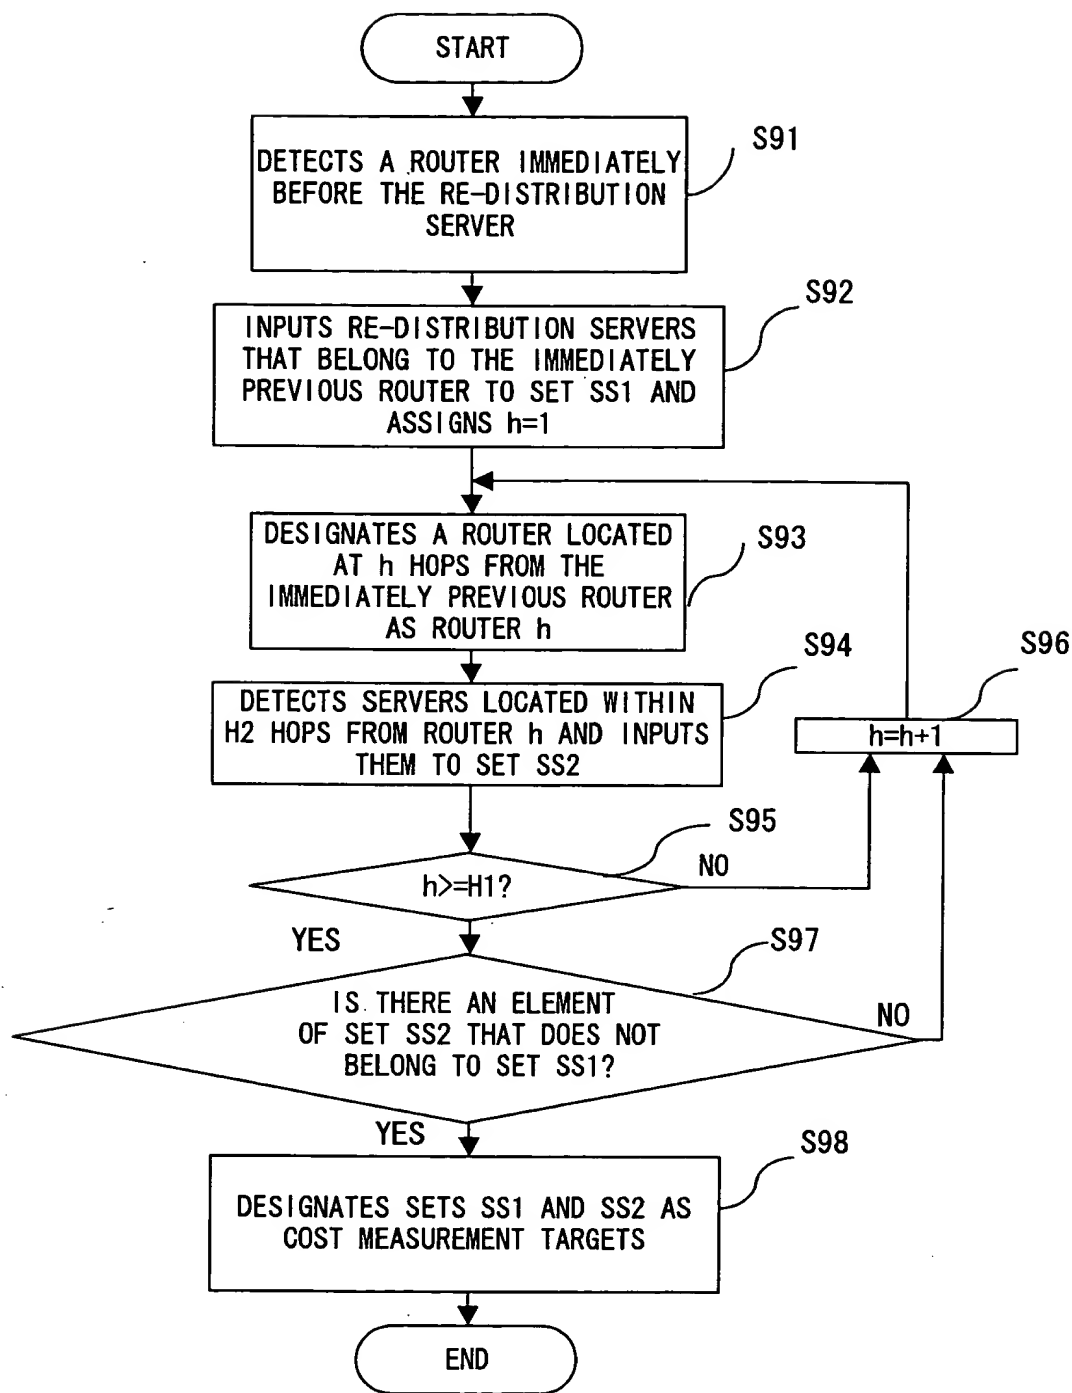 START
S91
DETECTS A ROUTER IMMEDIATELY
BEFORE THE RE-DISTRIBUTION
SERVER
S92
INPUTS RE-DISTRIBUTION SERVERS
THAT BELONG TO THE IMMEDIATELY
PREVIOUS ROUTER TO SET SS1 AND
ASSIGNS h=1
S93
DESIGNATES A ROUTER LOCATED
AT h HOPS FROM THE
IMMEDIATELY PREVIOUS ROUTER
AS ROUTER h
S94
DETECTS SERVERS LOCATED WITHIN
H2 HOPS FROM ROUTER h AND INPUTS
THEM TO SET SS2
S96
h=h+1
S95
h>=H1?
NO
YES
S97
IS THERE AN ELEMENT
OF SET SS2 THAT DOES NOT
BELONG TO SET SS1?
NO
YES
S98
DESIGNATES SETS SS1 AND SS2 AS
COST MEASUREMENT TARGETS
END